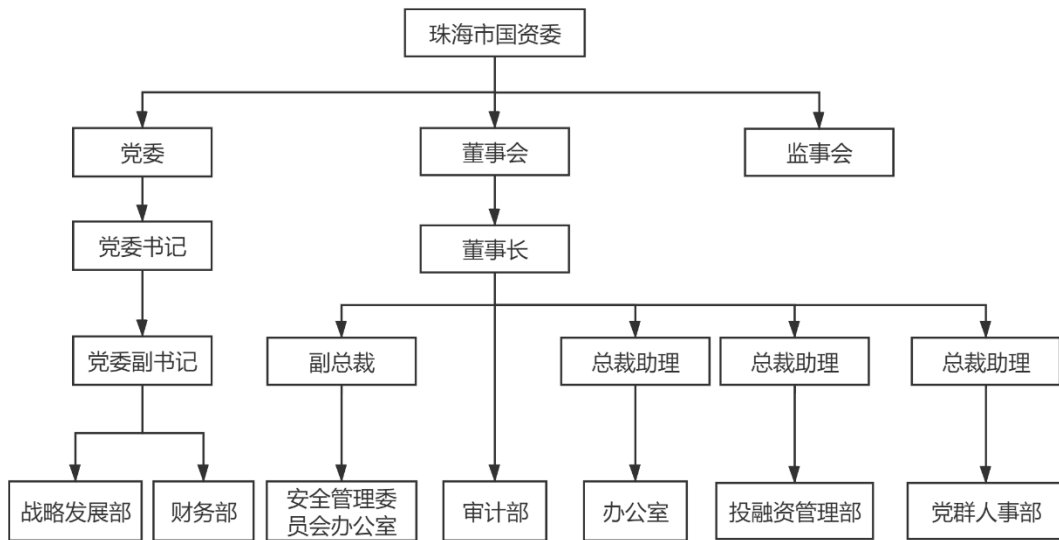 珠海市国资委
党委
董事会
监事会
党委书记
董事长
党委副书记
副总裁
总裁助理
总裁助理
总裁助理
战略发展部
财务部
安全管理委
员会办公室
审计部
办公室
投融资管理部
党群人事部